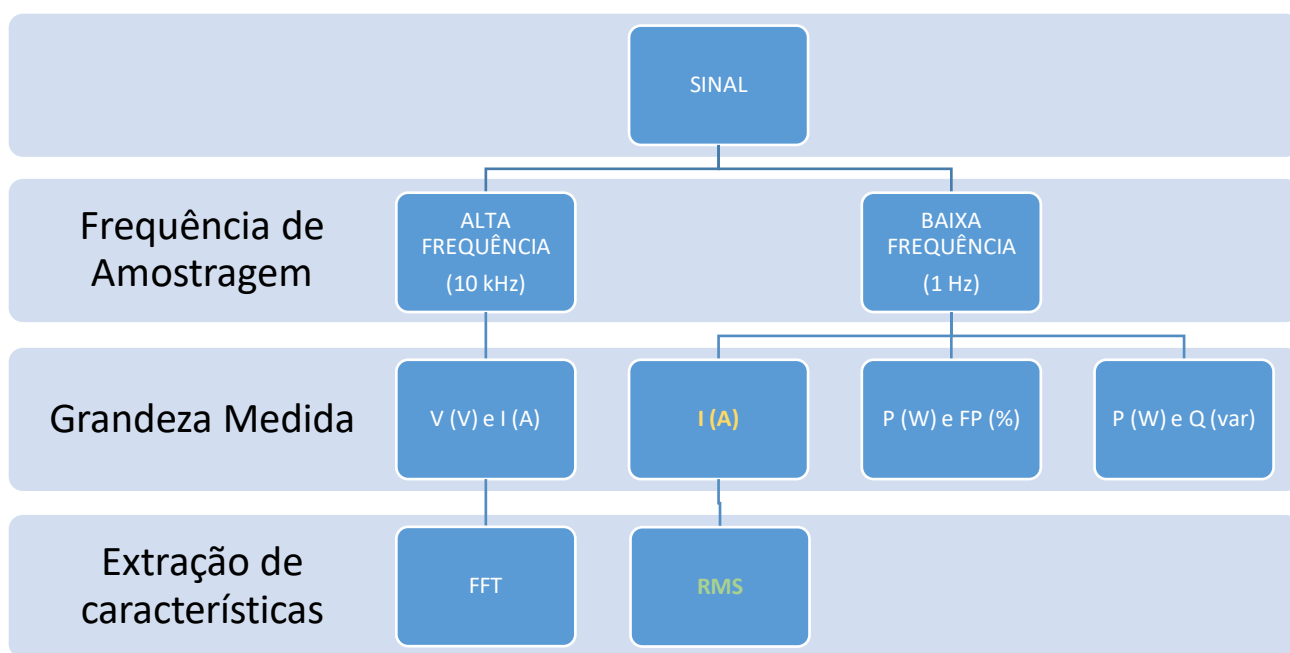 SINAL
Frequência de
Amostragem
ALTA
FREQUÊNCIA
(10 kHz)
BAIXA
FREQUÊNCIA
(1 Hz)
Grandeza Medida
V (V) e I (A)
I (A)
P (W) e FP (%)
P (W) e Q (var)
Extração de
características
FFT
RMS